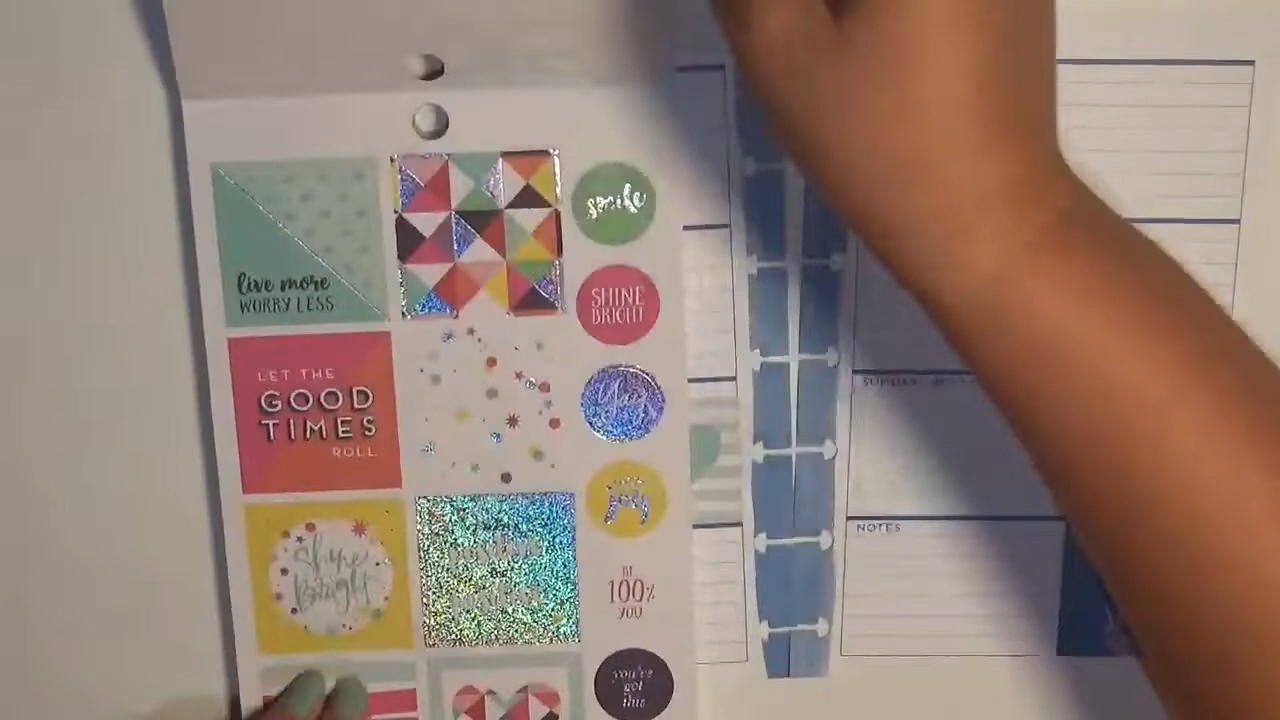 live more
WORRY LESS
LET THE
GOOD
TIMES
ROLL
Shine
Bright
smile
SHINE
BRIGHT
yay
BE
100%
YOU
you've
got
this
SUNDAY
NOTES